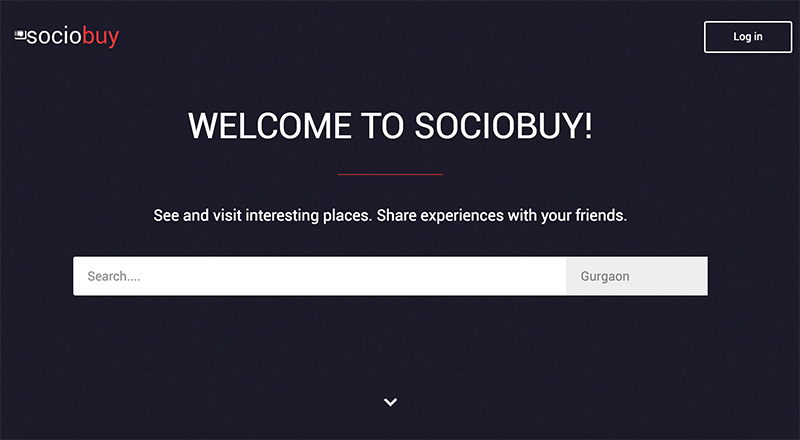 sociobuy
Log in
WELCOME TO SOCIOBUY!
See and visit interesting places. Share experiences with your friends.
Search....
Gurgaon